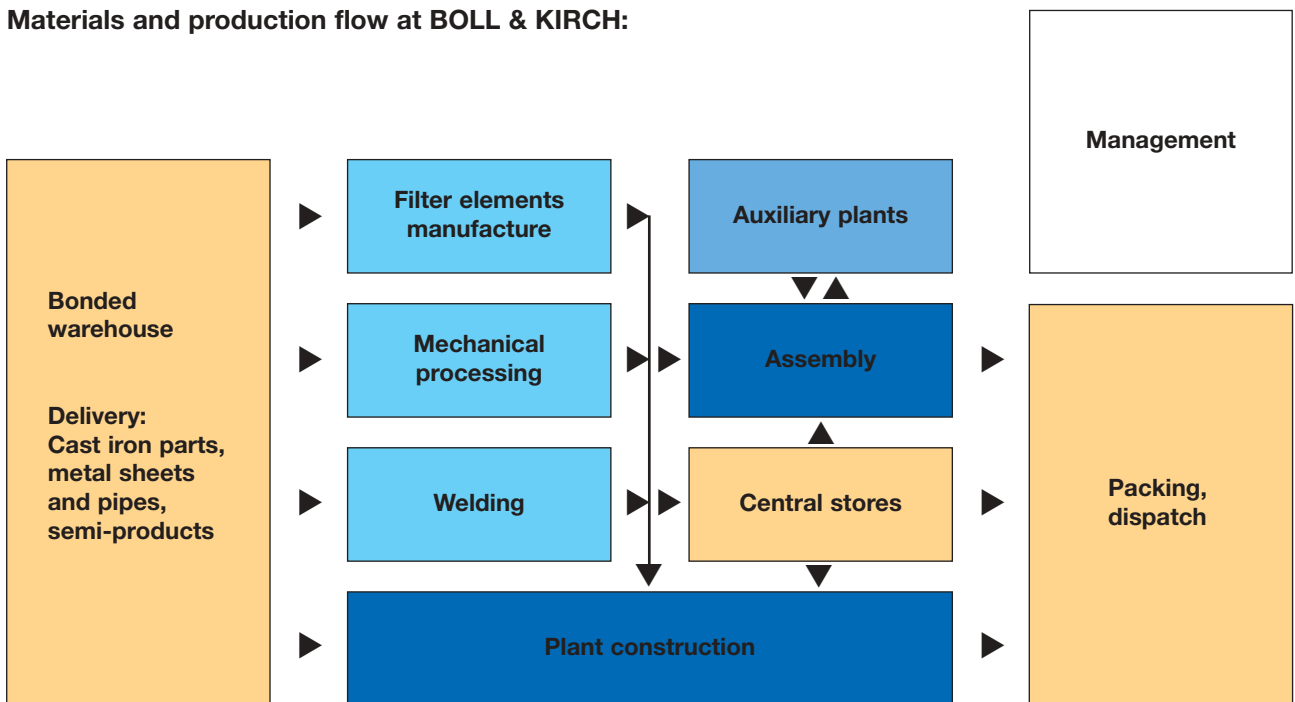 Materials and production flow at BOLL & KIRCH:
Management
Filter elements
manufacture
Auxiliary plants
Bonded
warehouse
Mechanical
processing
Assembly
Delivery:
Cast iron parts,
metal sheets
and pipes,
semi-products
Welding
Central stores
Packing,
dispatch
Plant construction